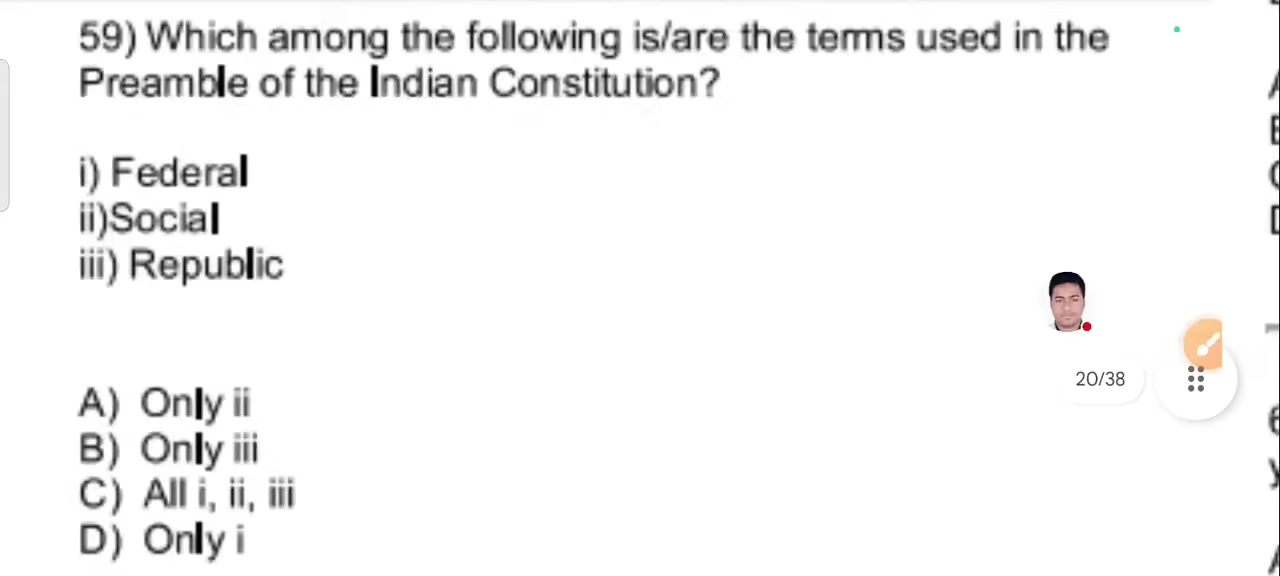 59) Which among the following is/are the terms used in the
Preamble of the Indian Constitution?
i) Federal
ii)Social
iii) Republic
20/38
A) Only ii
B) Only iii
C) All i, ii, iii
D) Only i